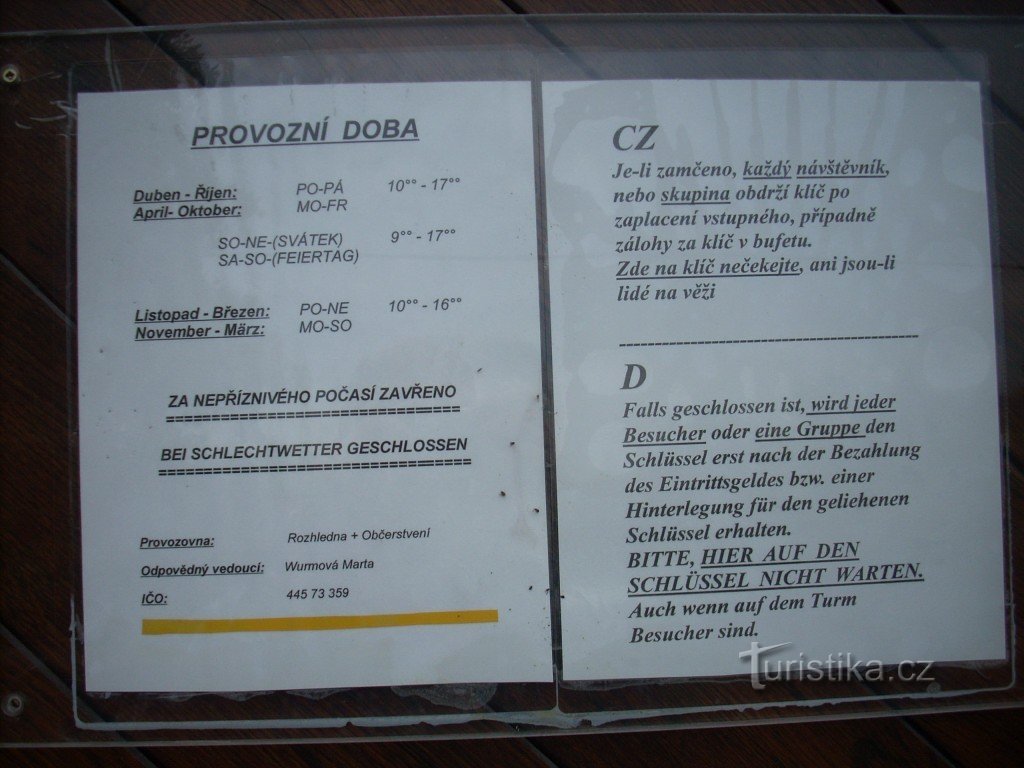 PROVOZNÍ DOBA
Duben - Říjen: PO-PÁ 10°° - 17°°
April- Oktober: MO-FR
SO-NE-(SVÁTEK) 9°° - 17°°
SA-SO-(FEIERTAG)
Listopad - Březen: PO-NE 10°° - 16°°
November - März: MO-SO
ZA NEPŘÍZNIVÉHO POČASÍ ZAVŘENO
BEI SCHLECHTWETTER GESCHLOSSEN
Provozovna: Rozhledna + Občerstvení
Odpovědný vedoucí: Wurmová Marta
IČO: 445 73 359
CZ
Je-li zamčeno, každý návštěvník,
nebo skupina obdrží klíč po
zaplacení vstupného, případně
zálohy za klíč v bufetu.
Zde na klíč nečekejte, ani jsou-li
lidé na věži
D
Falls geschlossen ist, wird jeder
Besucher oder eine Gruppe den
Schlüssel erst nach der Bezahlung
des Eintrittsgeldes bzw. einer
Hinterlegung für den geliehenen
Schlüssel erhalten.
BITTE, HIER AUF DEN
SCHLÜSSEL NICHT WARTEN.
Auch wenn auf dem Turm
Besucher sind.
Turistika.cz